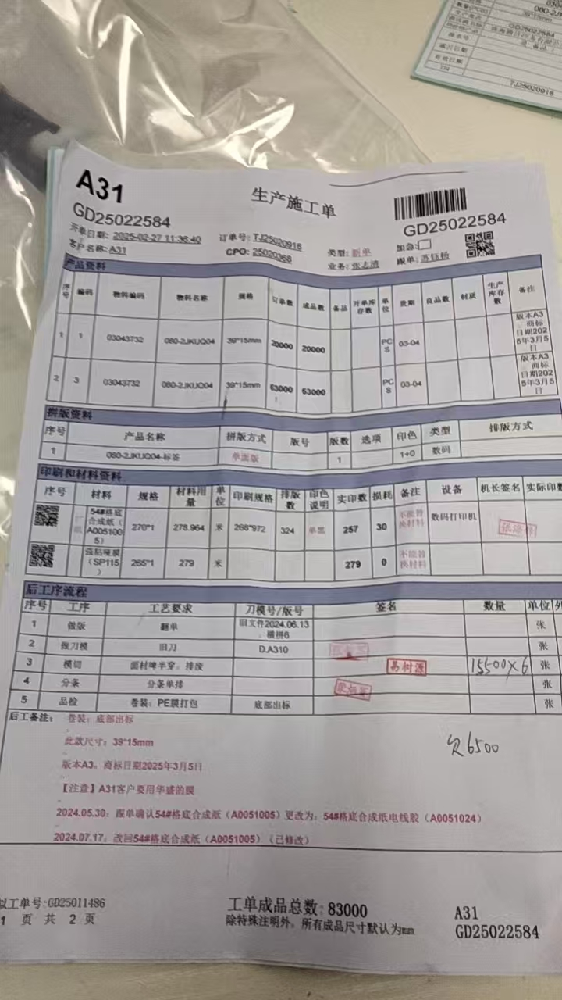 A31
生产施工单
GD25022584
GD25022584
开单日期: 2025-02-27 11:36:40
订单号: TJ25020916
类型: 新单
加急:
客户名称: A31
CPO: 25020368
业务: 张志清
跟单: 苏钰杨
产品资料
序号 编码 物料编码 物料名称 规格 订单数 成品数 备品 开单库存数 单位 货期 良品数 材质 生产库存数 备注
1 1 03043732 080-2JKUQ04 39*15mm 20000 20000 PCS 03-04 版本A3,商标日期2025年3月5日
2 3 03043732 080-2JKUQ04 39*15mm 63000 63000 PCS 03-04 版本A3,商标日期2025年3月5日
拼版资料
序号 产品名称 拼版方式 版号 版数 选项 印色 类型 排版方式
1 080-2JKUQ04-标签 单面版 1 1+0 数码
印刷和材料资料
序号 材料 规格 材料用量 单位 印刷规格 排版数 印色说明 实印数 损耗 备注 设备 机长签名 实际印数
54#格底合成纸(A0051005) 270*1 278.964 米 268*972 324 单黑 257 30 不能替换材料 数码打印机
强粘哑膜(SP115) 265*1 279 米 279 0 不能替换材料
后工序流程
序号 工序 工艺要求 刀模号/版号 签名 数量 单位
1 做版 翻单 旧文件2024.06.13,横拼6 张
2 做刀模 旧刀 D.A310 张
3 模切 面材啤半穿,排废 易树源 15500×6 张
4 分条 分条单排 张
5 品检 卷装:PE膜打包 底部出标 张
后工备注: 卷装:底部出标
此款尺寸:39*15mm
版本A3,商标日期2025年3月5日
【注意】A31客户要用华盛的膜
2024.05.30:跟单确认54#格底合成纸(A0051005)更改为:54#格底合成纸电线胶(A0051024)
2024.07.17:改回54#格底合成纸(A0051005)(已修改)
欠6500
拟工单号:GD25011486
1 页 共 2 页
工单成品总数: 83000
除特殊注明外,所有成品尺寸默认为mm
A31
GD25022584
GD25022584
TJ25020916